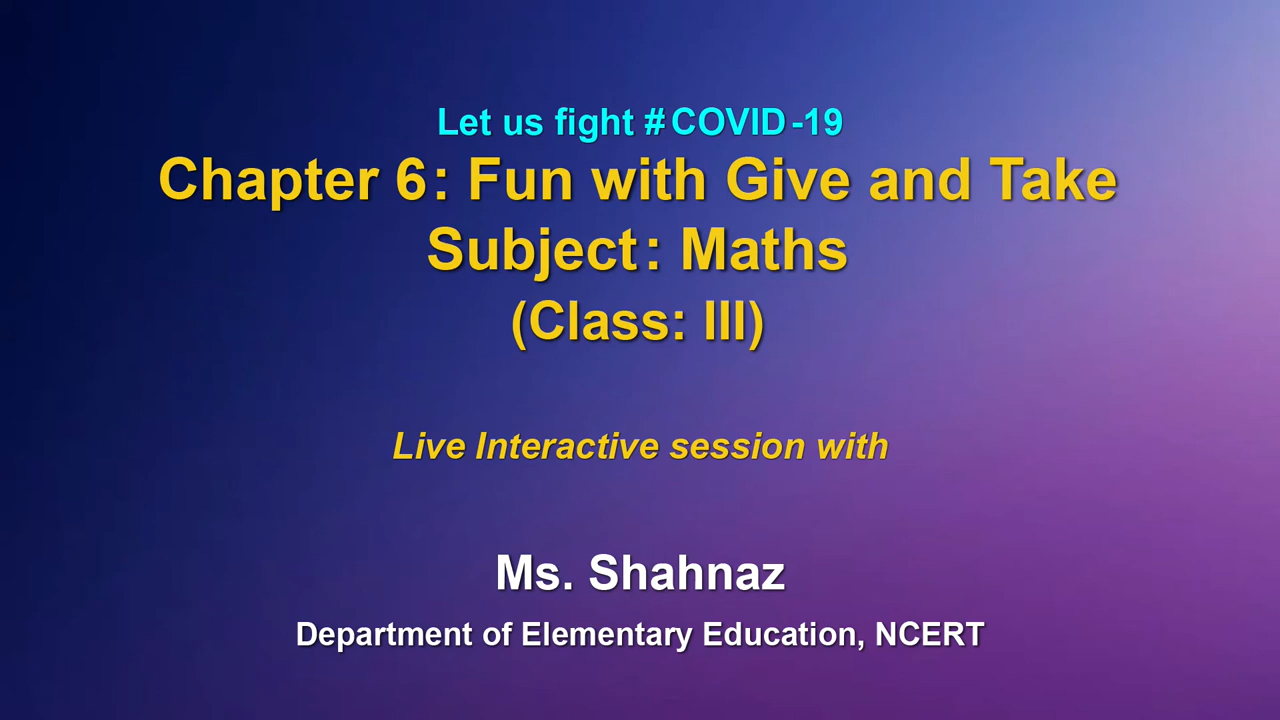 Let us fight #COVID-19
Chapter 6: Fun with Give and Take
Subject: Maths
(Class: III)
Live Interactive session with
Ms. Shahnaz
Department of Elementary Education, NCERT